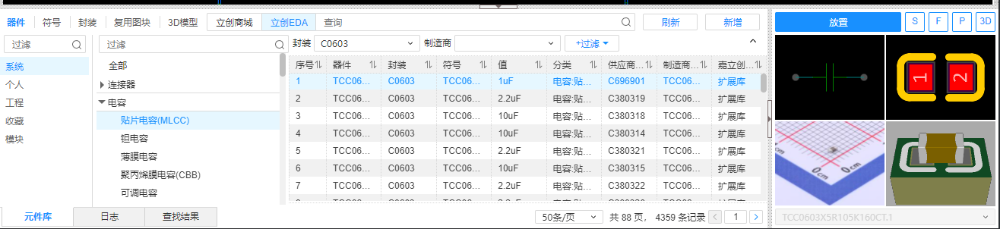 器件 符号 封装 复用图块 3D模型 立创商城 立创EDA 查询 刷新 新增 放置 S F P 3D
过滤 过滤 封装 C0603 制造商 +过滤
系统
个人
工程
收藏
模块
全部
连接器
电容
贴片电容(MLCC)
钽电容
薄膜电容
聚丙烯膜电容(CBB)
可调电容
序号 器件 封装 符号 值 分类 供应商... 制造商... 嘉立创...
1 TCC06... C0603 TCC06... 1uF 电容:贴... C696901 TCC06... 扩展库
2 TCC06... C0603 TCC06... 2.2uF 电容:贴... C380319 TCC06... 扩展库
3 TCC06... C0603 TCC06... 10uF 电容:贴... C380318 TCC06... 扩展库
4 TCC06... C0603 TCC06... 10uF 电容:贴... C380314 TCC06... 扩展库
5 TCC06... C0603 TCC06... 2.2uF 电容:贴... C380321 TCC06... 扩展库
6 TCC06... C0603 TCC06... 10uF 电容:贴... C380315 TCC06... 扩展库
7 TCC06... C0603 TCC06... 2.2uF 电容:贴... C380322 TCC06... 扩展库
1 2
0cm 0cm
元件库 日志 查找结果 50条/页 共 88 页, 4359 条记录 1
TCC0603X5R105K160CT.1